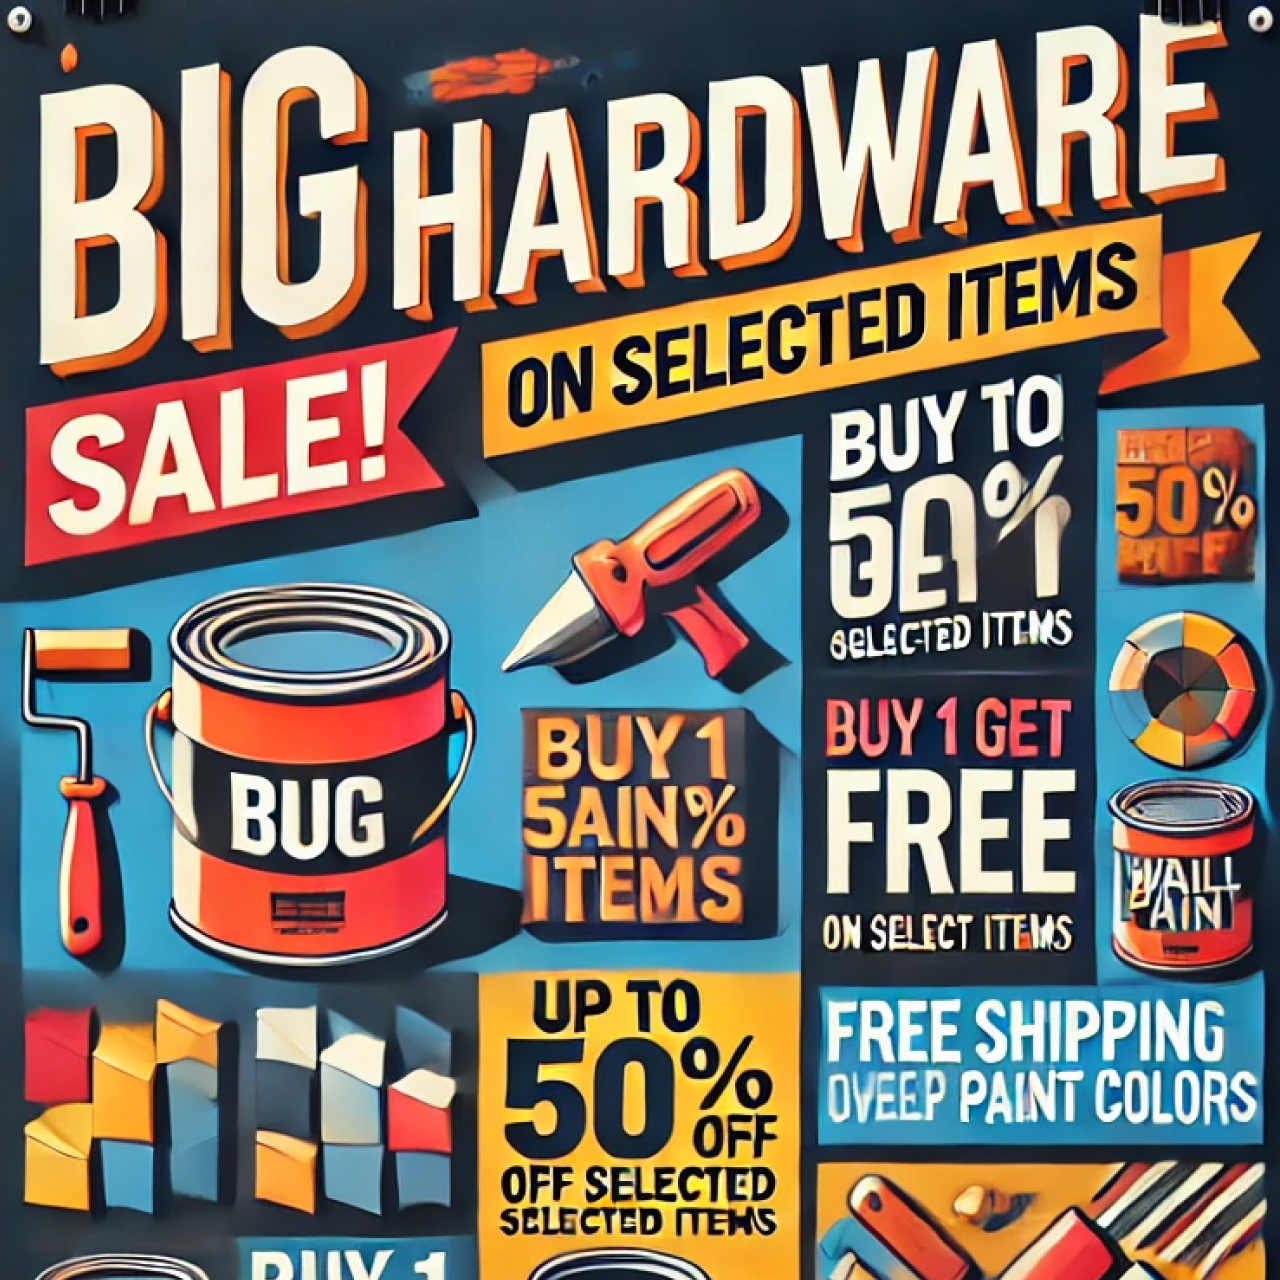 BIG HARDWARE
SALE!
ON SELECTED ITEMS
BUY TO
SELECTED ITEMS
50%
BUG
BUY 1
5AIN%
ITEMS
BUY 1 GET
FREE
ON SELECT ITEMS
UP TO
50%
OFF
OFF SELECTED
SELECTED ITEMS
FREE SHIPPING
OVEEP PAINT COLORS
BUY 1